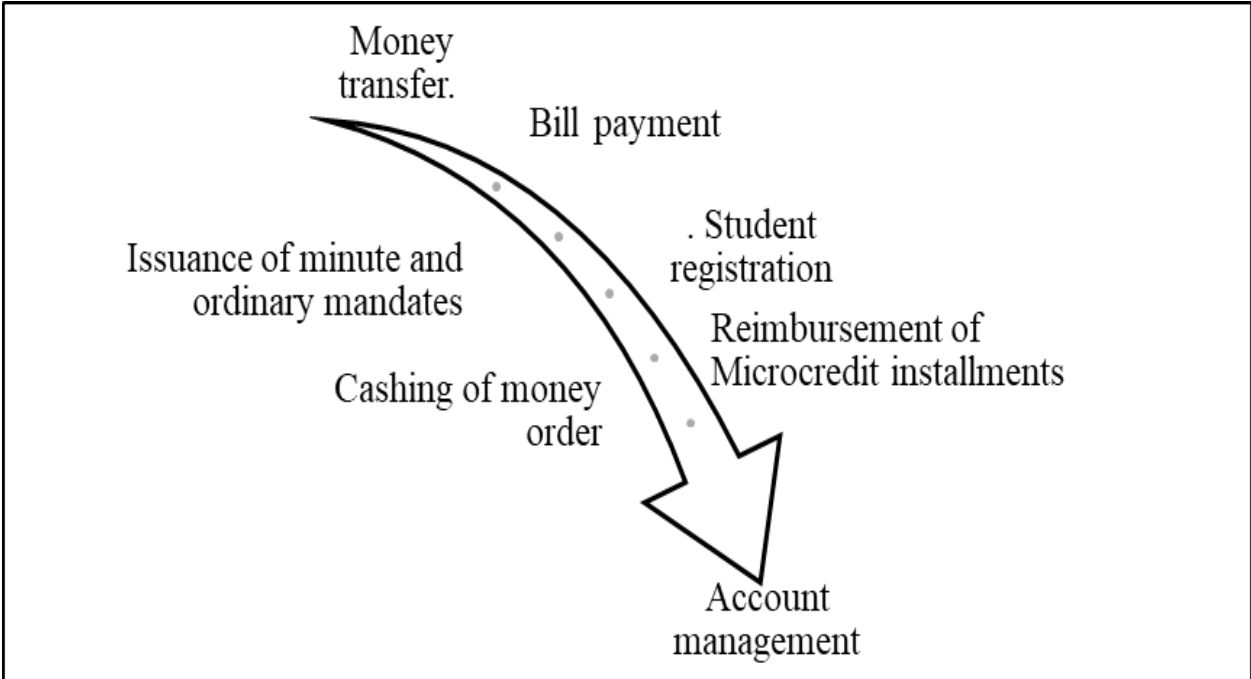 Money
transfer.
Bill payment
. Student
registration
Issuance of minute and
ordinary mandates
Reimbursement of
Microcredit installments
Cashing of money
order
Account
management